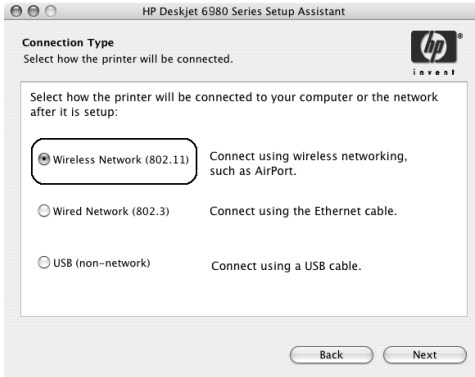 HP Deskjet 6980 Series Setup Assistant
Connection Type
Select how the printer will be connected.
hp
®
invent
Select how the printer will be connected to your computer or the network
after it is setup:
Wireless Network (802.11)
Connect using wireless networking,
such as AirPort.
Wired Network (802.3)
Connect using the Ethernet cable.
USB (non-network)
Connect using a USB cable.
Back
Next